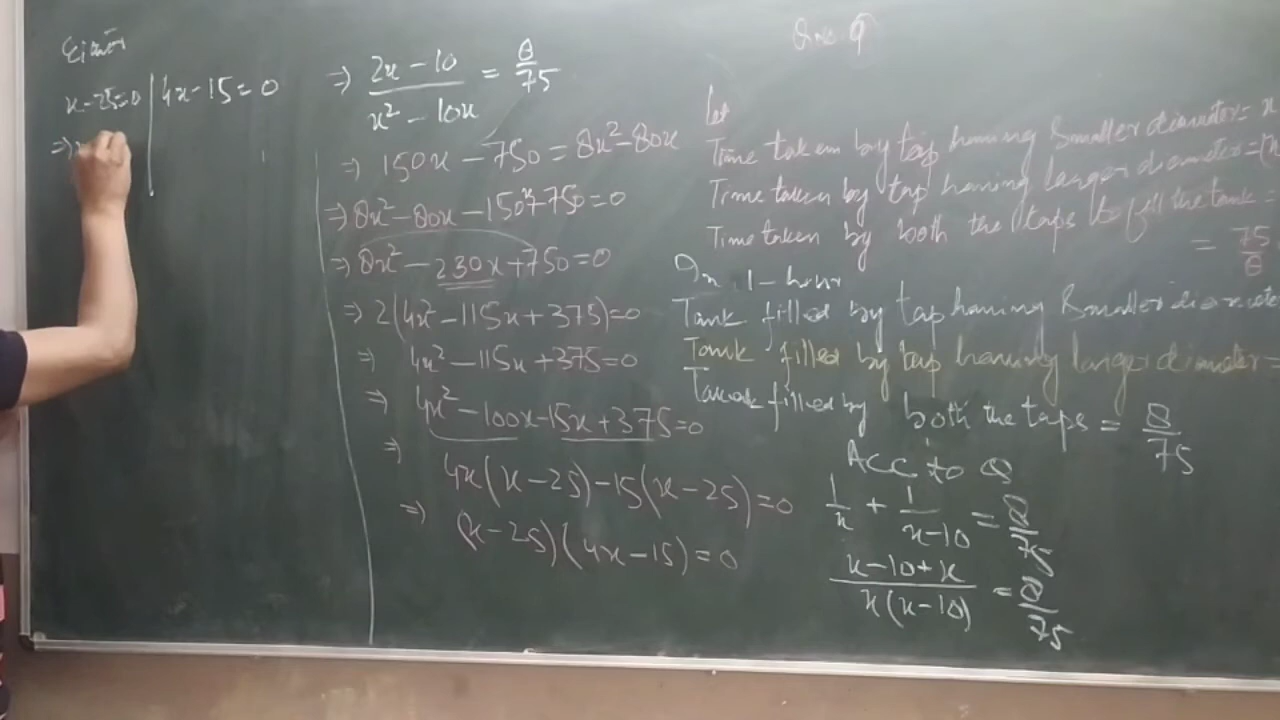 Qno. 9
let
Time taken by tap having Smaller diameter = x
Time taken by tap having larger diameter = (x
Time taken by both the taps to fill the tank =
= 75/8
In 1-hour
Tank filled by tap having Smaller diamete
Tank filled by tap having larger diameter =
filled by both the taps = 8/75
ACC to Q
1/x + 1/x-10 = 8/75
x-10+x/x(x-10) = 8/75
⇒ 2x-10/x²-10x = 8/75
⇒ 150x - 750 = 8x² - 80x
⇒ 8x² - 80x - 150x + 750 = 0
⇒ 8x² - 230x + 750 = 0
⇒ 2(4x² - 115x + 375) = 0
⇒ 4x² - 115x + 375 = 0
⇒ 4x² - 100x - 15x + 375 = 0
⇒ 4x(x-25) - 15(x-25) = 0
⇒ (x-25)(4x-15) = 0
x-25=0 | 4x-15=0
⇒